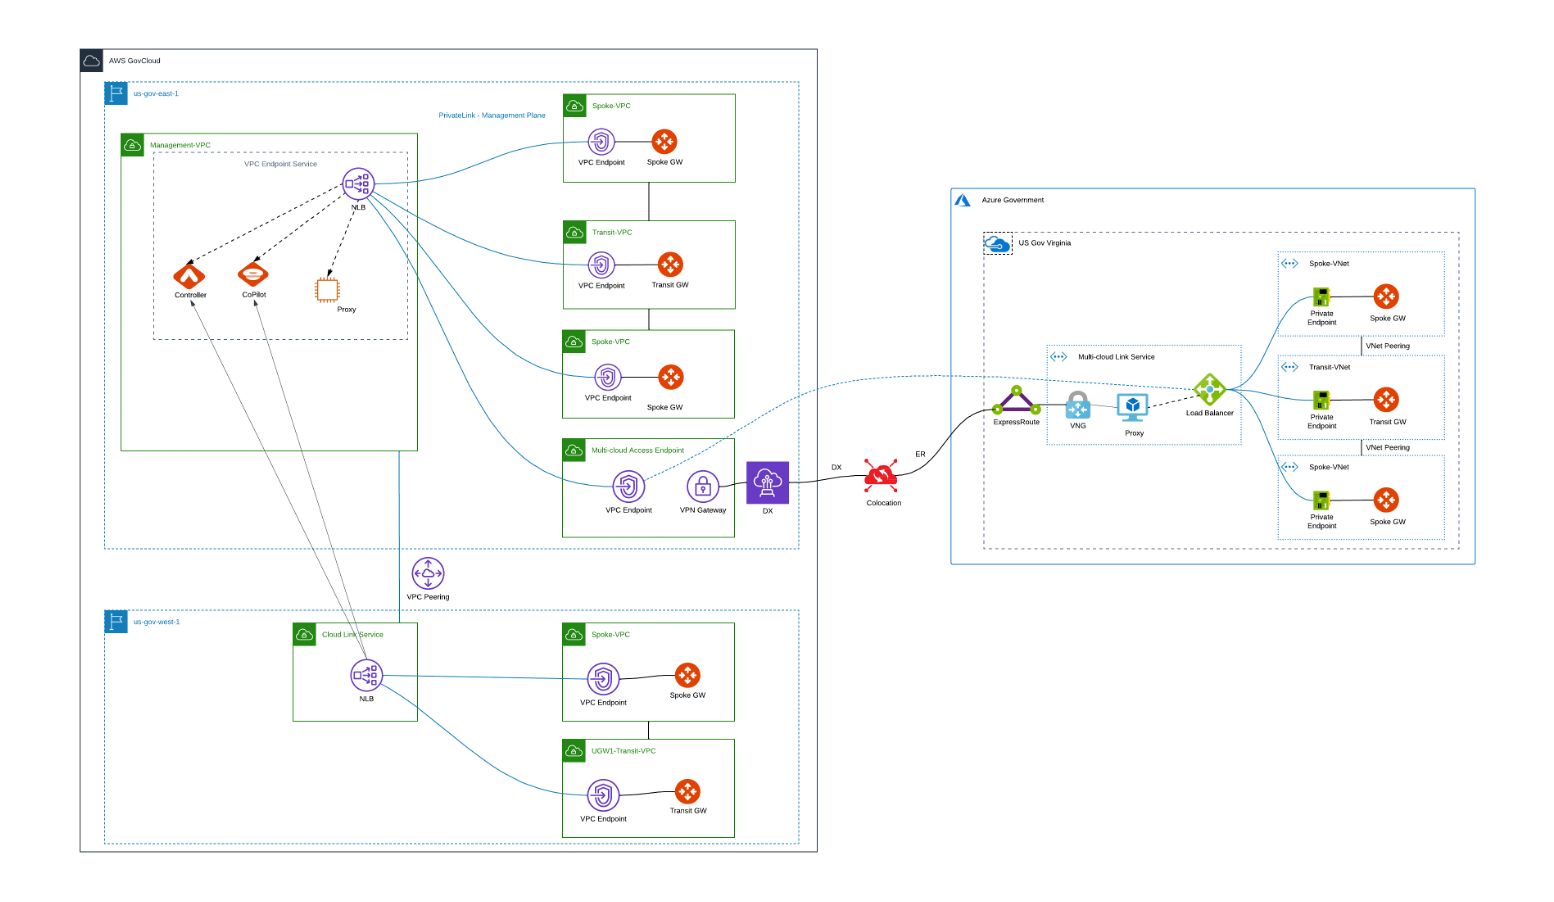 AWS GovCloud
us-gov-east-1
PrivateLink - Management Plane
Management-VPC
VPC Endpoint Service
NLB
Controller
CoPilot
Proxy
Spoke-VPC
VPC Endpoint
Spoke GW
Transit-VPC
VPC Endpoint
Transit GW
Spoke-VPC
VPC Endpoint
Spoke GW
Multi-cloud Access Endpoint
VPC Endpoint
VPN Gateway
DX
DX
Colocation
ER
VPC Peering
us-gov-west-1
Cloud Link Service
NLB
Spoke-VPC
VPC Endpoint
Spoke GW
UGW1-Transit-VPC
VPC Endpoint
Transit GW
Azure Government
US Gov Virginia
ExpressRoute
Multi-cloud Link Service
VNG
Proxy
Load Balancer
Spoke-VNet
Private
Endpoint
Spoke GW
VNet Peering
Transit-VNet
Private
Endpoint
Transit GW
VNet Peering
Spoke-VNet
Private
Endpoint
Spoke GW